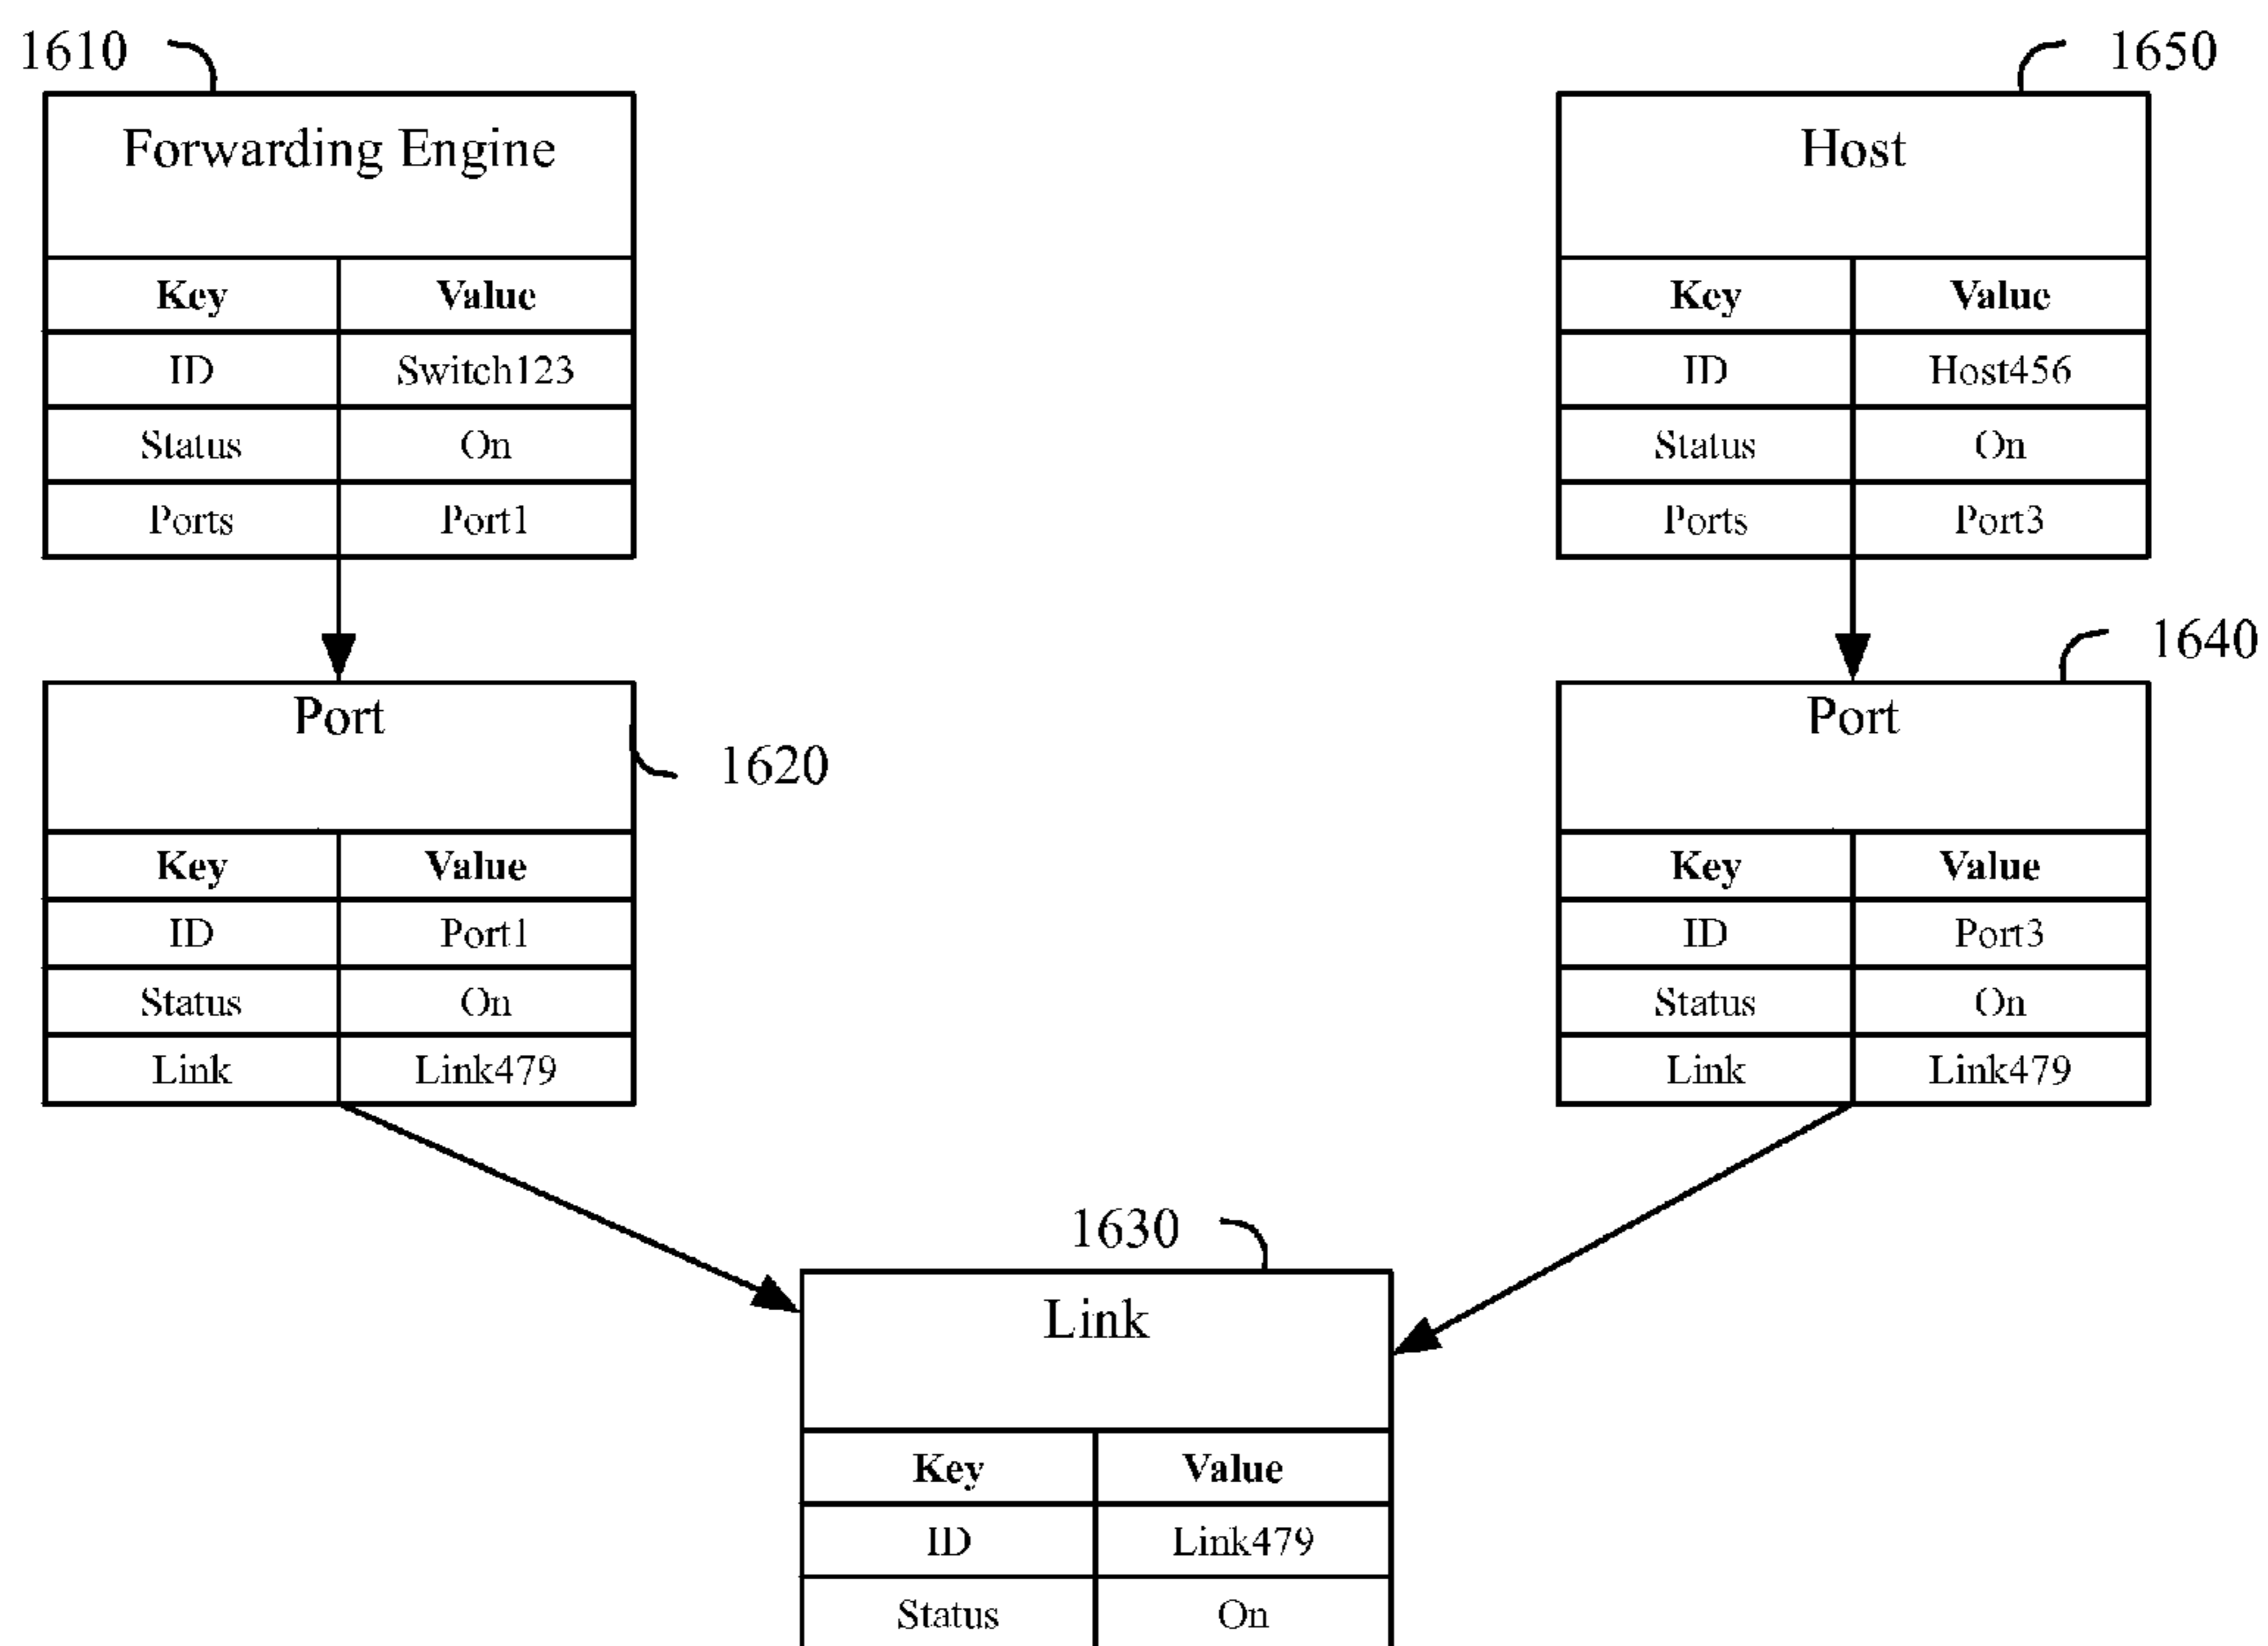 1610
1650
Forwarding Engine
Host
Key Value
Key Value
ID Switch123
ID Host456
Status On
Status On
Ports Port1
Ports Port3
1640
Port
Port
1620
Key Value
Key Value
ID Port1
ID Port3
Status On
Status On
Link Link479
Link Link479
1630
Link
Key Value
ID Link479
Status On